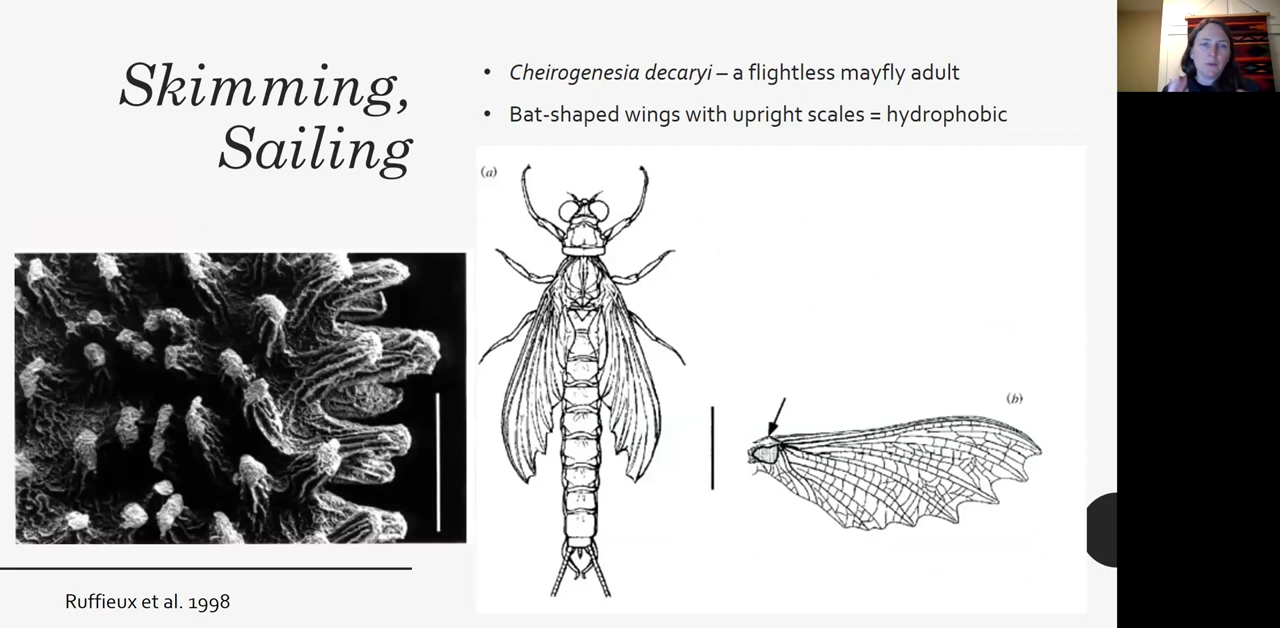 Skimming,
Sailing
• Cheirogenesia decaryi – a flightless mayfly adult
• Bat-shaped wings with upright scales = hydrophobic
(a)
(b)
Ruffieux et al. 1998